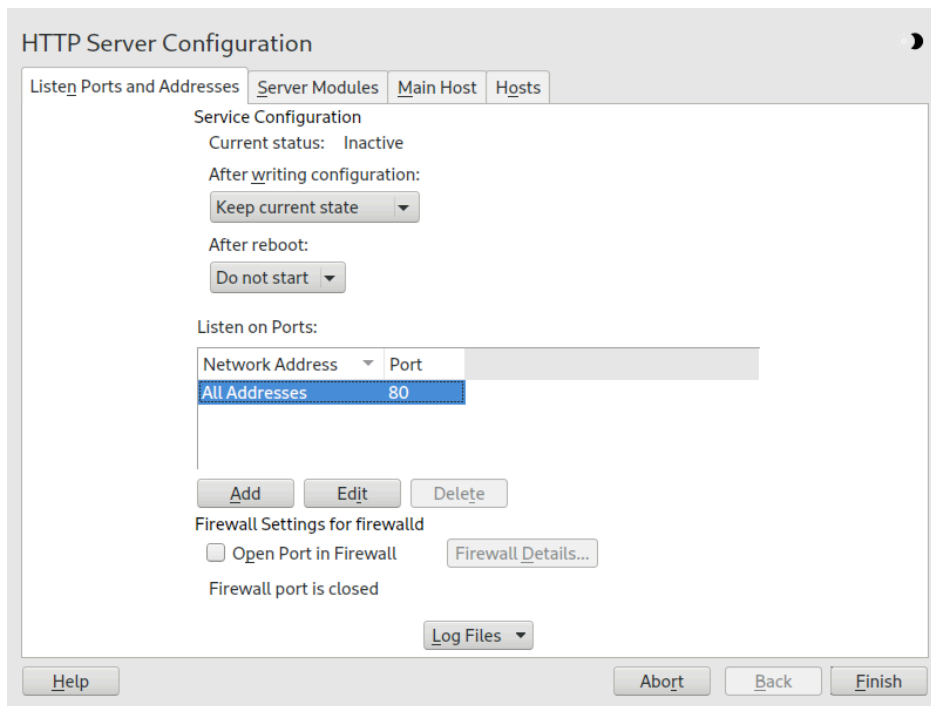 HTTP Server Configuration
Listen Ports and Addresses Server Modules Main Host Hosts
Service Configuration
Current status: Inactive
After writing configuration:
Keep current state
After reboot:
Do not start
Listen on Ports:
Network Address Port
All Addresses 80
Add Edit Delete
Firewall Settings for firewalld
Open Port in Firewall Firewall Details...
Firewall port is closed
Log Files
Help Abort Back Finish